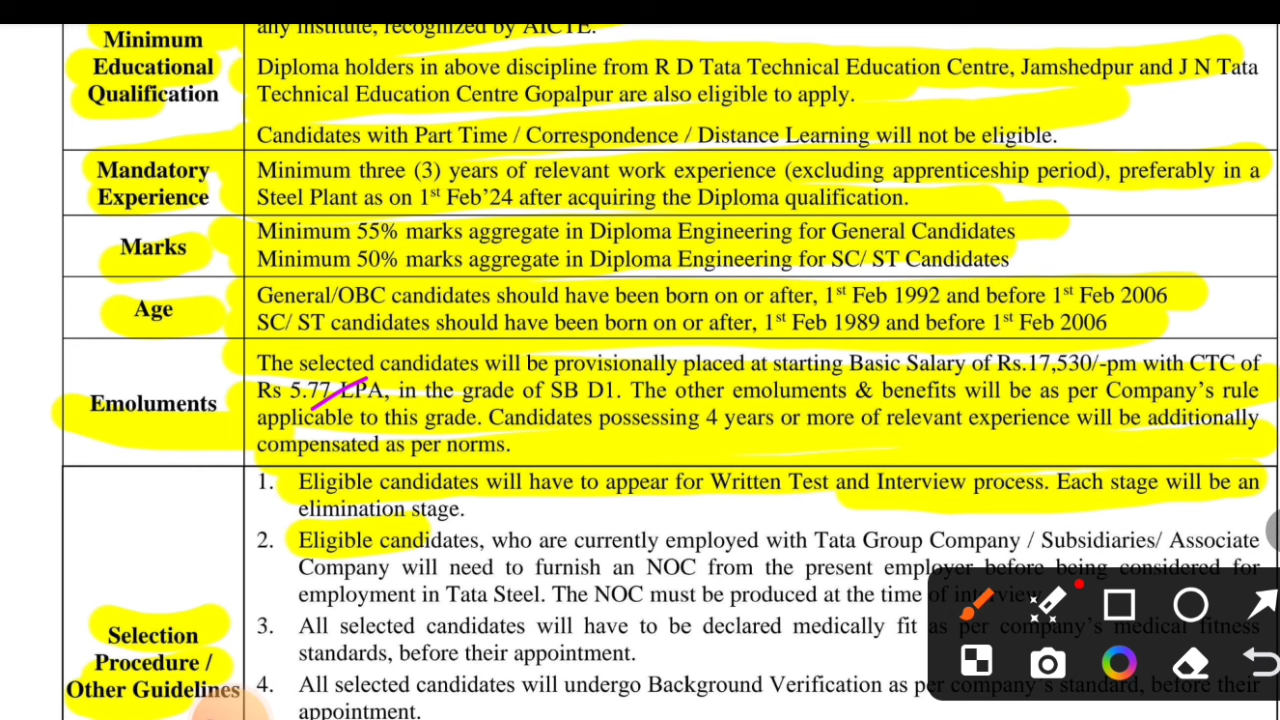 any institute, recognized by AICTE.
Minimum
Educational
Qualification
Diploma holders in above discipline from R D Tata Technical Education Centre, Jamshedpur and J N Tata
Technical Education Centre Gopalpur are also eligible to apply.
Candidates with Part Time / Correspondence / Distance Learning will not be eligible.
Mandatory
Experience
Minimum three (3) years of relevant work experience (excluding apprenticeship period), preferably in a
Steel Plant as on 1st Feb’24 after acquiring the Diploma qualification.
Marks
Minimum 55% marks aggregate in Diploma Engineering for General Candidates
Minimum 50% marks aggregate in Diploma Engineering for SC/ ST Candidates
Age
General/OBC candidates should have been born on or after, 1st Feb 1992 and before 1st Feb 2006
SC/ ST candidates should have been born on or after, 1st Feb 1989 and before 1st Feb 2006
Emoluments
The selected candidates will be provisionally placed at starting Basic Salary of Rs.17,530/-pm with CTC of
Rs 5.77 LPA, in the grade of SB D1. The other emoluments & benefits will be as per Company’s rule
applicable to this grade. Candidates possessing 4 years or more of relevant experience will be additionally
compensated as per norms.
Selection
Procedure /
Other Guidelines
1. Eligible candidates will have to appear for Written Test and Interview process. Each stage will be an
elimination stage.
2. Eligible candidates, who are currently employed with Tata Group Company / Subsidiaries/ Associate
Company will need to furnish an NOC from the present employer before being considered for
employment in Tata Steel. The NOC must be produced at the time of interview
3. All selected candidates will have to be declared medically fit as per company’s medical fitness
standards, before their appointment.
4. All selected candidates will undergo Background Verification as per company’s standard, before their
appointment.